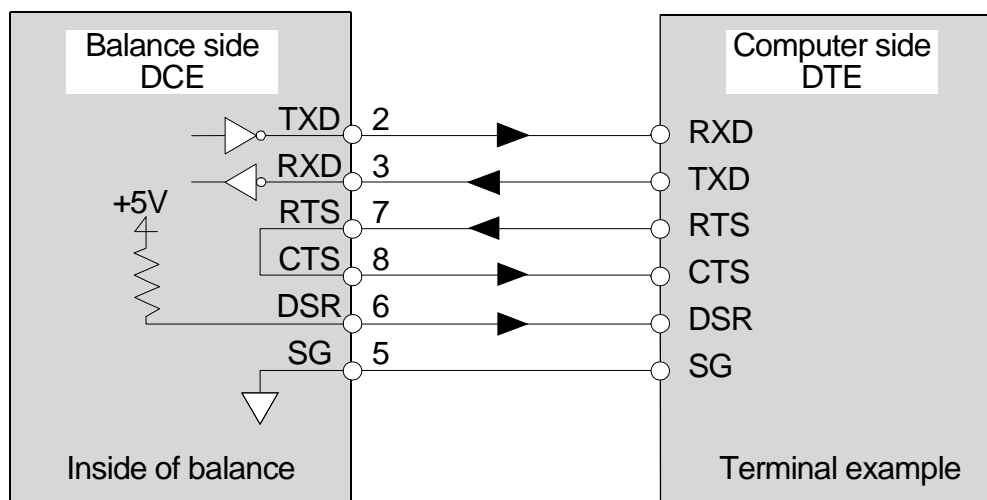 Balance side
DCE
Computer side
DTE
TXD 2 RXD
RXD 3 TXD
+5V
RTS 7 RTS
CTS 8 CTS
DSR 6 DSR
SG 5 SG
Inside of balance
Terminal example